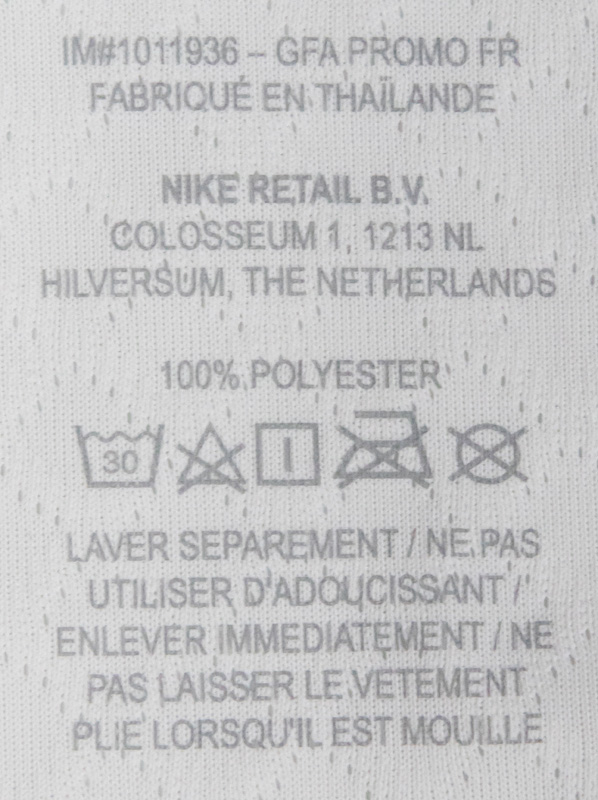 IM#1011936 – GFA PROMO FR
FABRIQUÉ EN THAÏLANDE
NIKE RETAIL B.V.
COLOSSEUM 1, 1213 NL
HILVERSUM, THE NETHERLANDS
100% POLYESTER
30
LAVER SEPAREMENT / NE PAS
UTILISER D'ADOUCISSANT /
ENLEVER IMMEDIATEMENT / NE
PAS LAISSER LE VETEMENT
PLIE LORSQU'IL EST MOUILLE